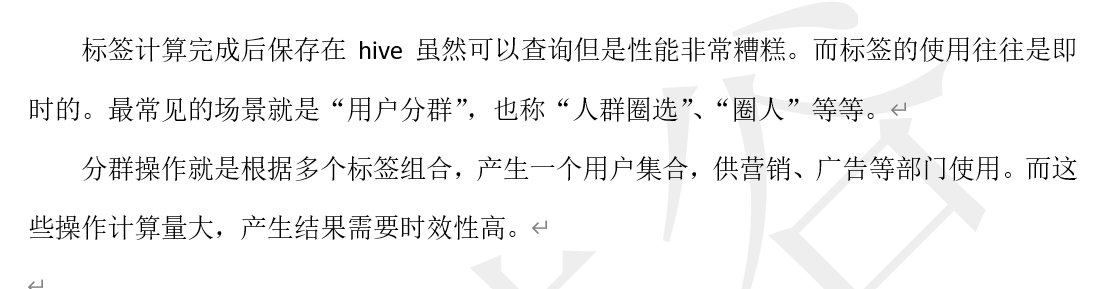 标签计算完成后保存在 hive 虽然可以查询但是性能非常糟糕。而标签的使用往往是即
时的。最常见的场景就是“用户分群”，也称“人群圈选”、“圈人”等等。
分群操作就是根据多个标签组合，产生一个用户集合，供营销、广告等部门使用。而这
些操作计算量大，产生结果需要时效性高。